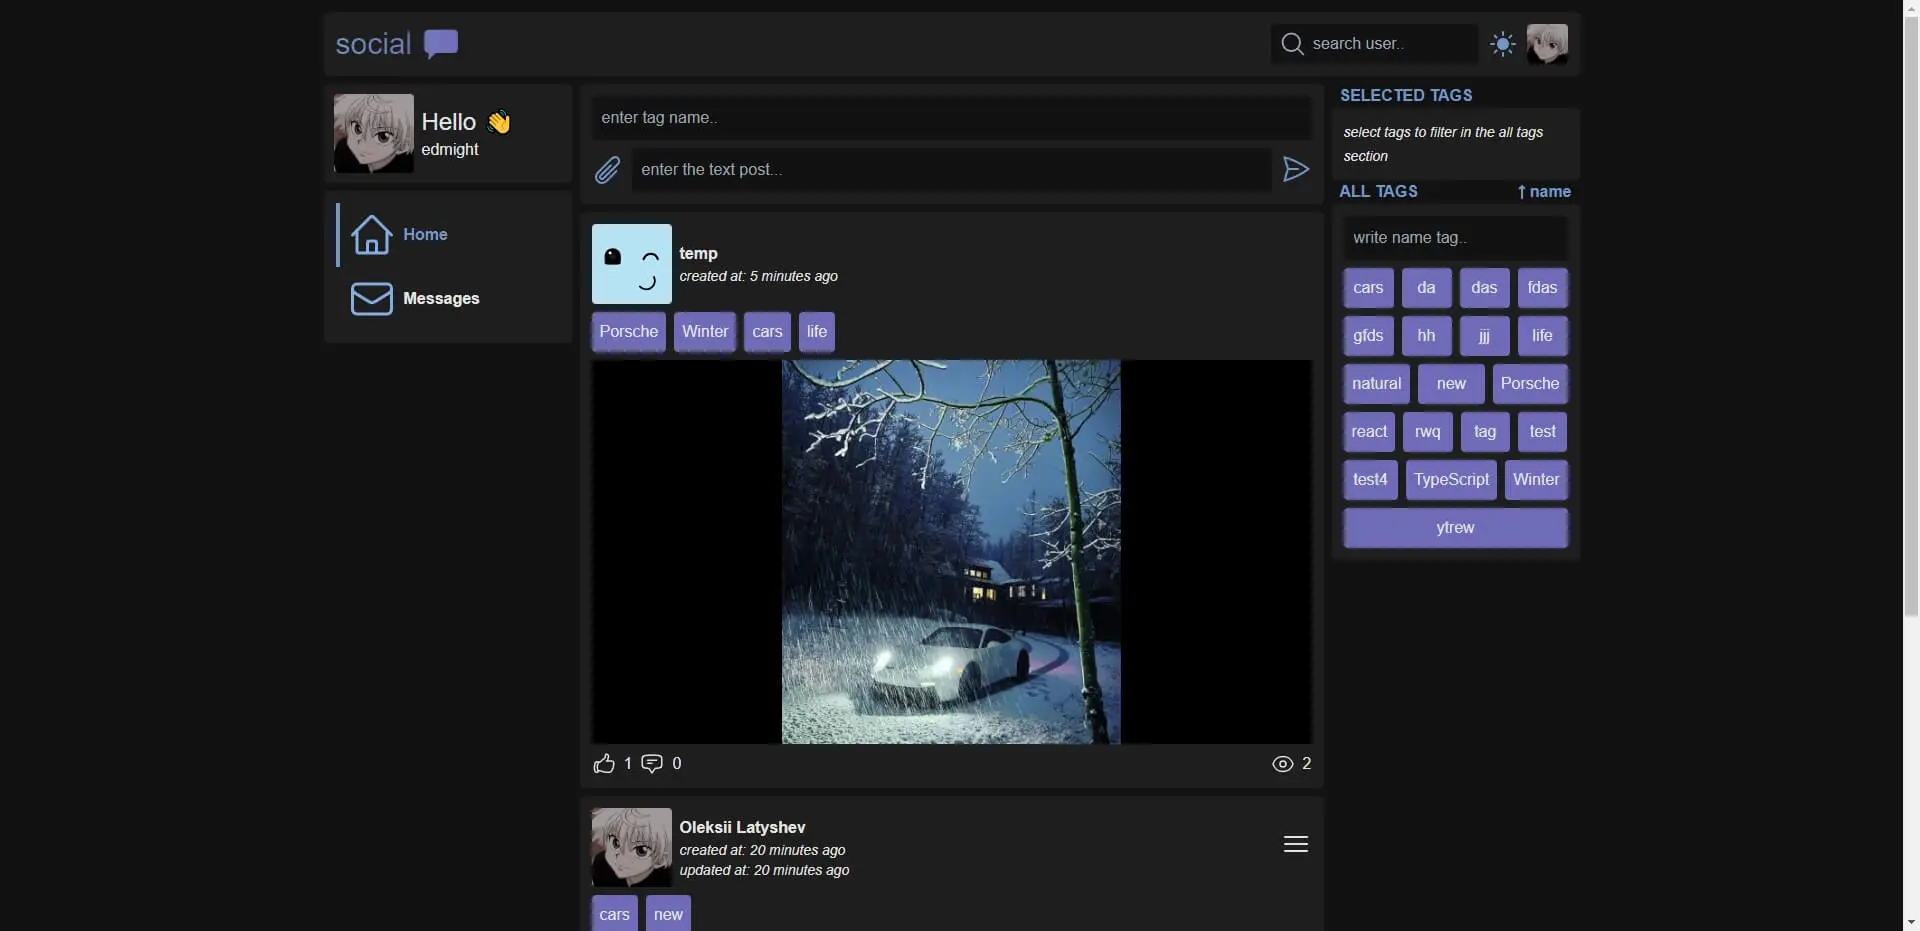 social
search user..
Hello 👋
edmight
Home
Messages
enter tag name..
enter the text post...
temp
created at: 5 minutes ago
Porsche Winter cars life
1 0 2
Oleksii Latyshev
created at: 20 minutes ago
updated at: 20 minutes ago
cars new
SELECTED TAGS
select tags to filter in the all tags
section
ALL TAGS ↑ name
write name tag..
cars da das fdas
gfds hh jjj life
natural new Porsche
react rwq tag test
test4 TypeScript Winter
ytrew